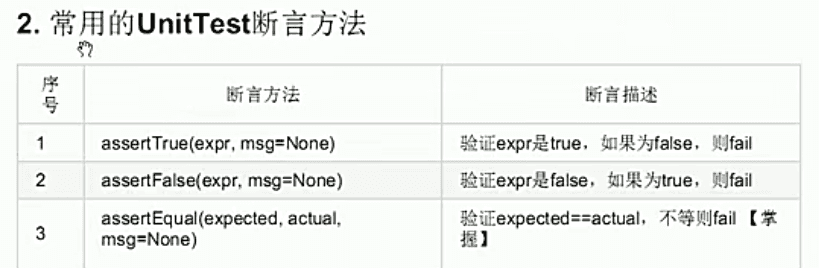 2. 常用的UnitTest断言方法
序
号
断言方法
断言描述
1
assertTrue(expr, msg=None)
验证expr是true，如果为false，则fail
2
assertFalse(expr, msg=None)
验证expr是false，如果为true，则fail
3
assertEqual(expected, actual,
msg=None)
验证expected==actual，不等则fail 【掌
握】